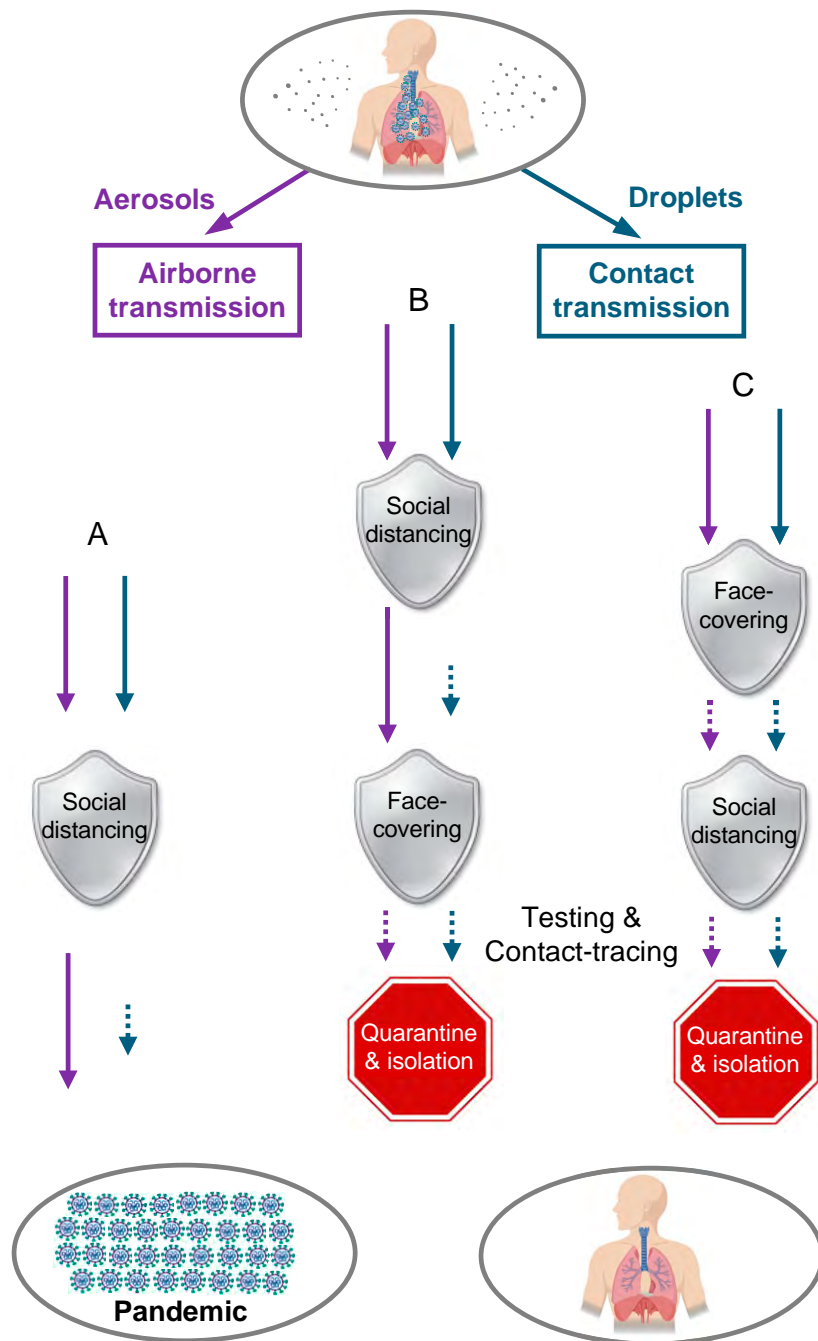 Aerosols
Droplets
Airborne
transmission
Contact
transmission
B
C
A
Social
distancing
Face-
covering
Social
distancing
Face-
covering
Social
distancing
Testing &
Contact-tracing
Quarantine
& isolation
Quarantine
& isolation
Pandemic